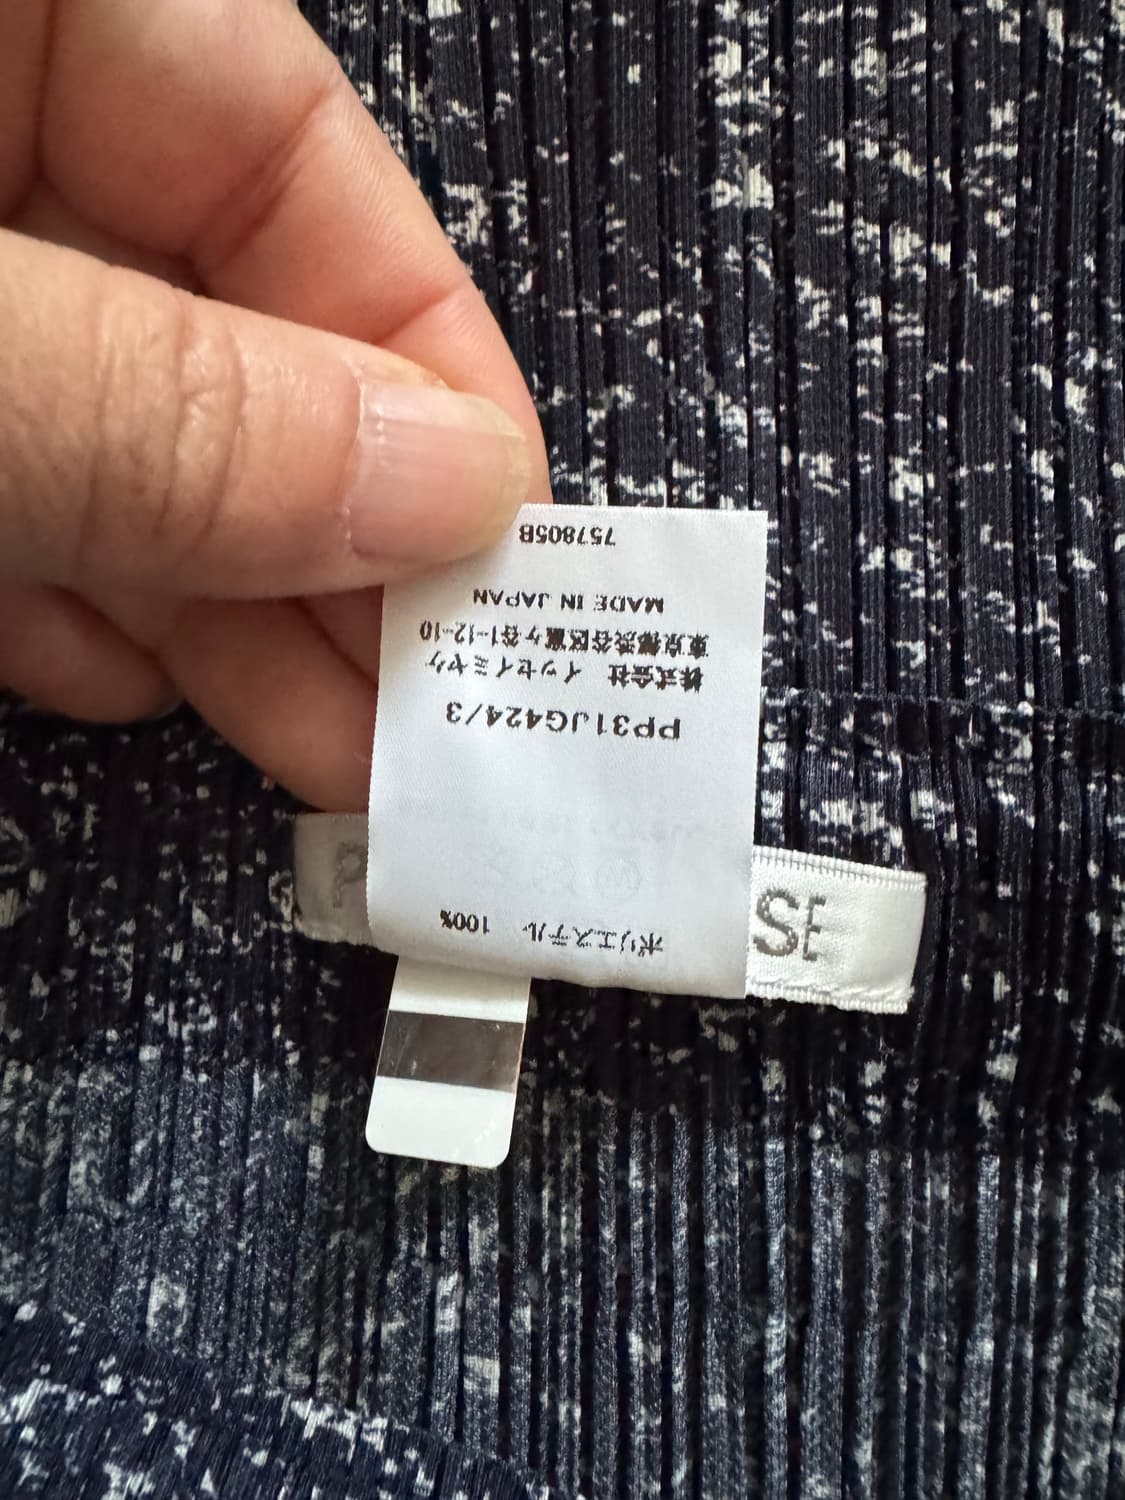 ポリエステル 100%
PP31JG424/3
株式会社 イッセイミヤケ
東京都渋谷区富ヶ谷1-12-10
MADE IN JAPAN
757805B
SE